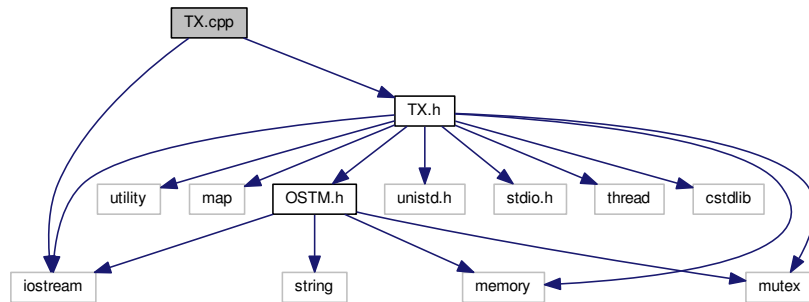 TX.cpp
TX.h
utility
map
OSTM.h
unistd.h
stdio.h
thread
cstdlib
iostream
string
memory
mutex